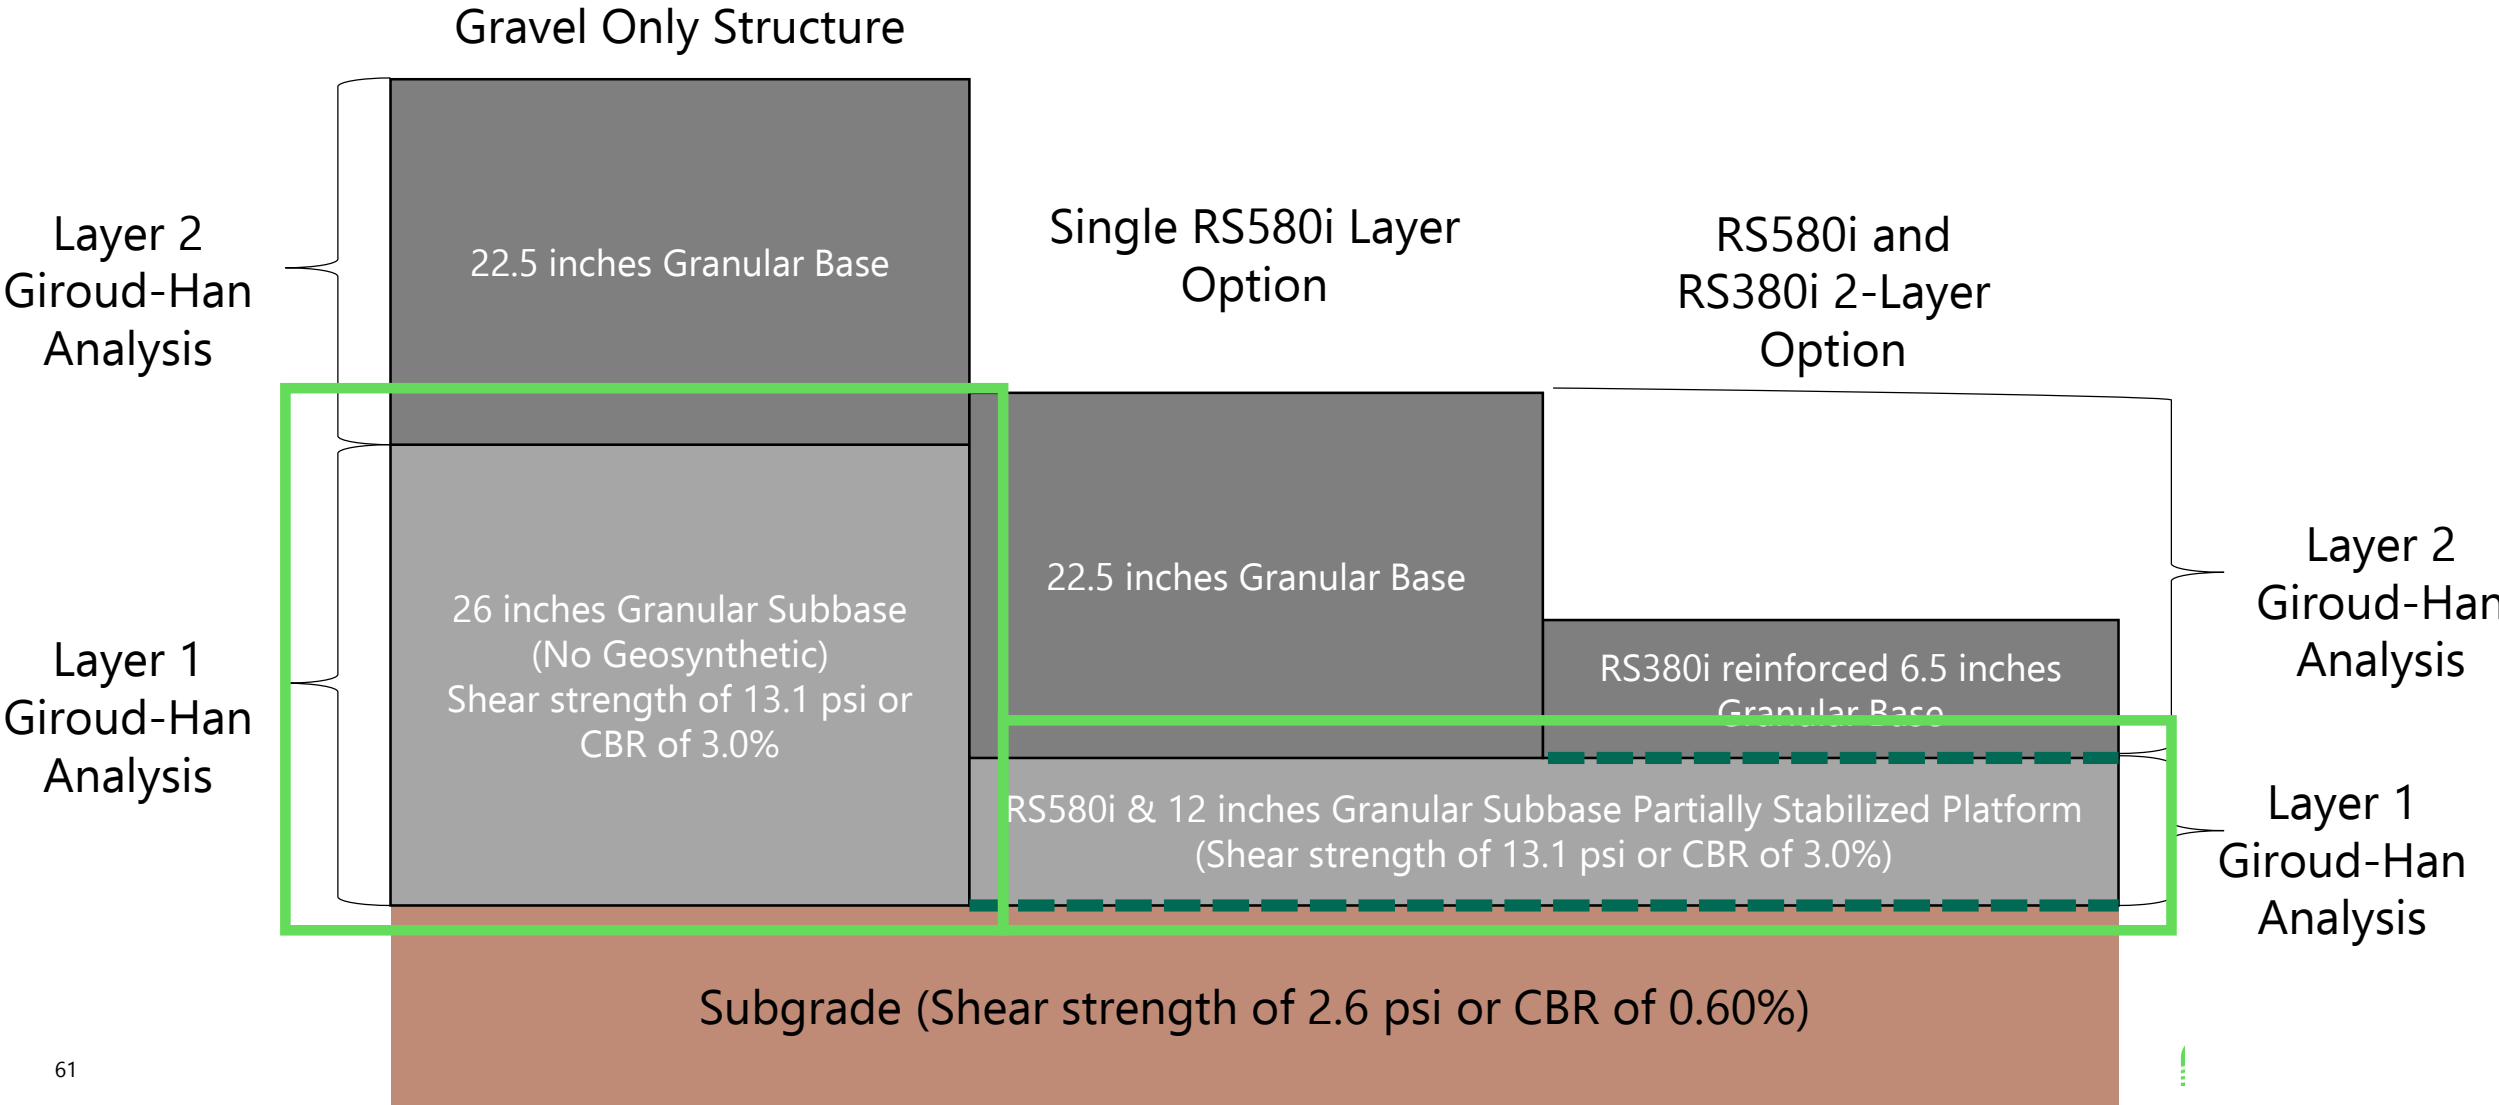 Gravel Only Structure
Layer 2
Giroud-Han
Analysis
22.5 inches Granular Base
Single RS580i Layer
Option
RS580i and
RS380i 2-Layer
Option
Layer 1
Giroud-Han
Analysis
26 inches Granular Subbase
(No Geosynthetic)
Shear strength of 13.1 psi or
CBR of 3.0%
22.5 inches Granular Base
RS380i reinforced 6.5 inches
Granular Base
Layer 2
Giroud-Han
Analysis
RS580i & 12 inches Granular Subbase Partially Stabilized Platform
(Shear strength of 13.1 psi or CBR of 3.0%)
Layer 1
Giroud-Han
Analysis
Subgrade (Shear strength of 2.6 psi or CBR of 0.60%)
61